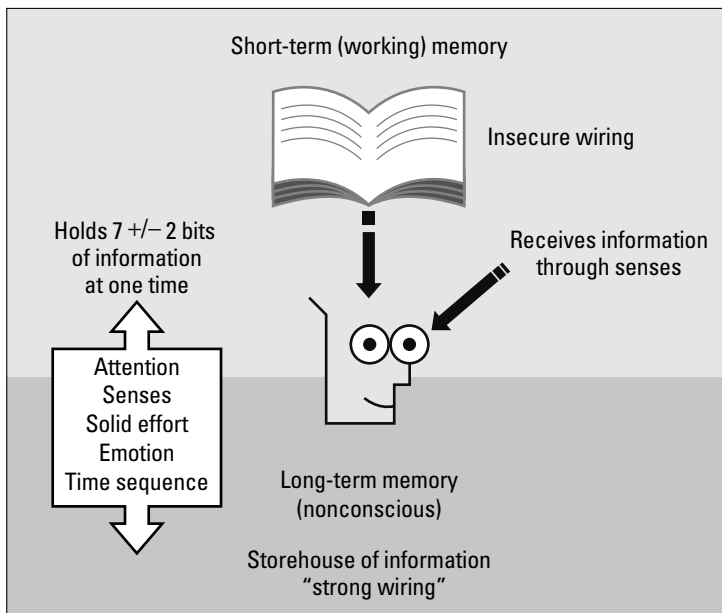 Short-term (working) memory
Insecure wiring
Holds 7 +/− 2 bits
of information
at one time
Receives information
through senses
Attention
Senses
Solid effort
Emotion
Time sequence
Long-term memory
(nonconscious)
Storehouse of information
“strong wiring”